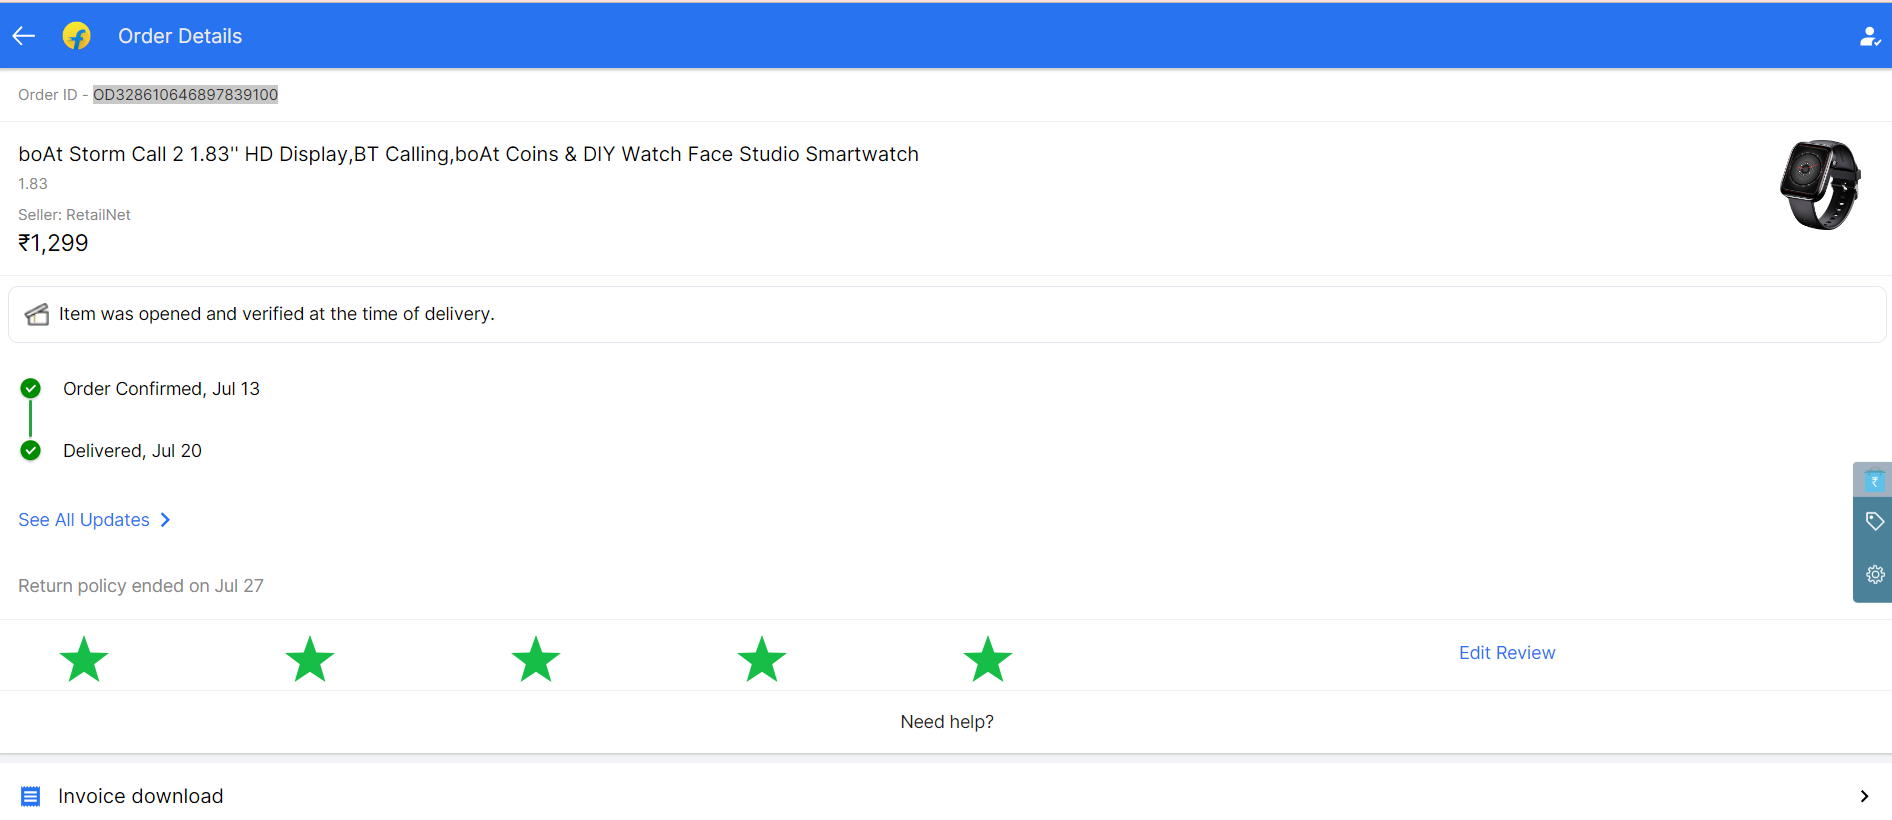 Order Details
Order ID - OD328610646897839100
boAt Storm Call 2 1.83'' HD Display,BT Calling,boAt Coins & DIY Watch Face Studio Smartwatch
1.83
Seller: RetailNet
₹1,299
Item was opened and verified at the time of delivery.
Order Confirmed, Jul 13
Delivered, Jul 20
See All Updates
Return policy ended on Jul 27
Edit Review
Need help?
Invoice download